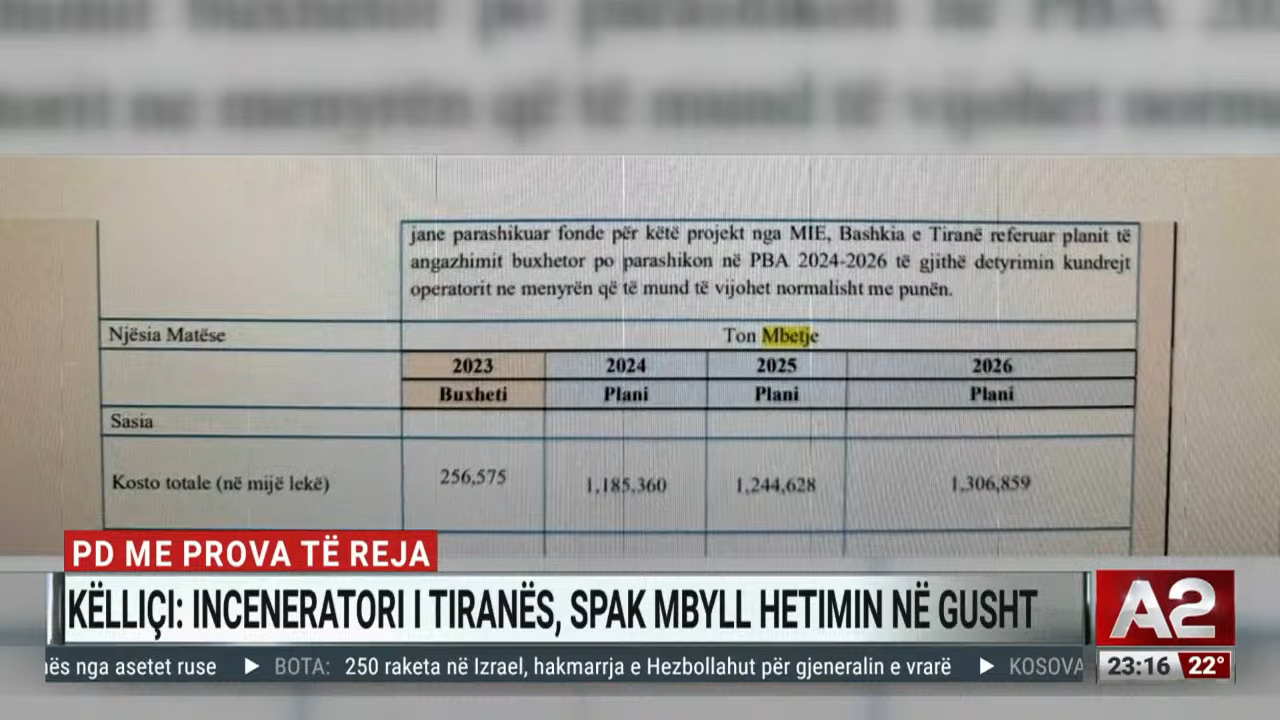 jane parashikuar fonde për këtë projekt nga MIE, Bashkia e Tiranë referuar planit të
angazhimit buxhetor po parashikon në PBA 2024-2026 të gjithë detyrimin kundrejt
operatorit ne menyrën që të mund të vijohet normalisht me punën.
Njësia Matëse Ton Mbetje
2023 2024 2025 2026
Buxheti Plani Plani Plani
Sasia
Kosto totale (në mijë lekë) 256,575 1,185,360 1,244,628 1,306,859
PD ME PROVA TË REJA
KËLLIÇI: INCENERATORI I TIRANËS, SPAK MBYLL HETIMIN NË GUSHT
A2
nga asetet ruse ▶ BOTA: 250 raketa në Izrael, hakmarrja e Hezbollahut për gjeneralin e vrarë ▶ KOSOVA
23:16 22°